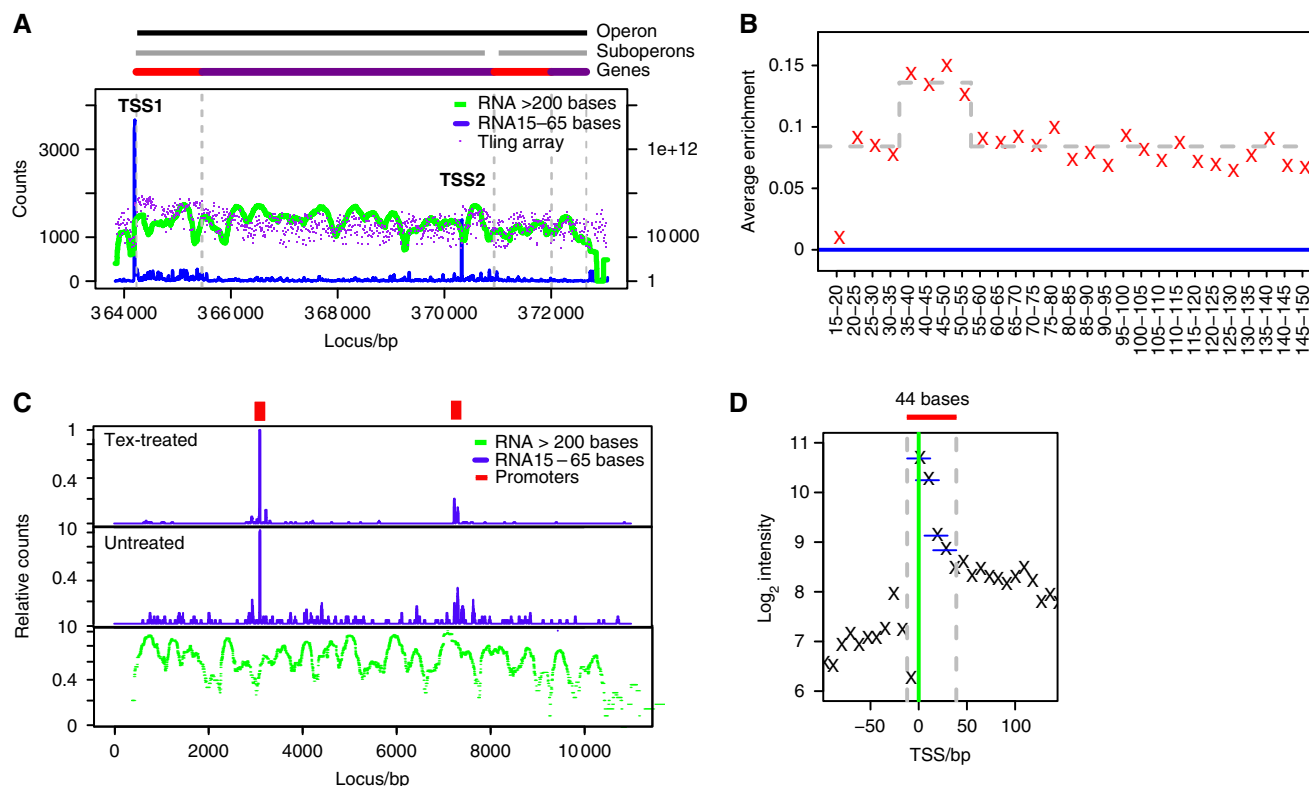 A
Operon
Suboperons
Genes
TSS1
RNA >200 bases
RNA15–65 bases
Tling array
TSS2
Counts
3000
1000
0
1e+12
10 000
1
364 000 366 000 368 000 370 000 372 000
Locus/bp
B
Average enrichment
0.15
0.1
0.05
0
15–20
20–25
25–30
30–35
35–40
40–45
45–50
50–55
55–60
60–65
65–70
70–75
75–80
80–85
85–90
90–95
95–100
100–105
105–110
110–115
115–120
120–125
125–130
130–135
135–140
140–145
145–150
C
Relative counts
Tex-treated
RNA > 200 bases
RNA15 – 65 bases
Promoters
1
0.4
10
Untreated
0.4
10
0.4
0
0 2000 4000 6000 8000 10 000
Locus/bp
D
44 bases
Log2 intensity
11
10
9
8
7
6
–50 0 50 100
TSS/bp